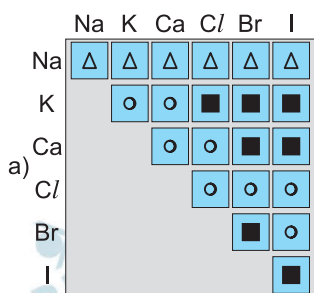 Na K Ca Cl Br I
Na △ △ △ △ △ △
K ○ ○ ■ ■ ■
Ca ○ ○ ■ ■
a)
Cl ○ ○ ○
Br ■ ○
I ■